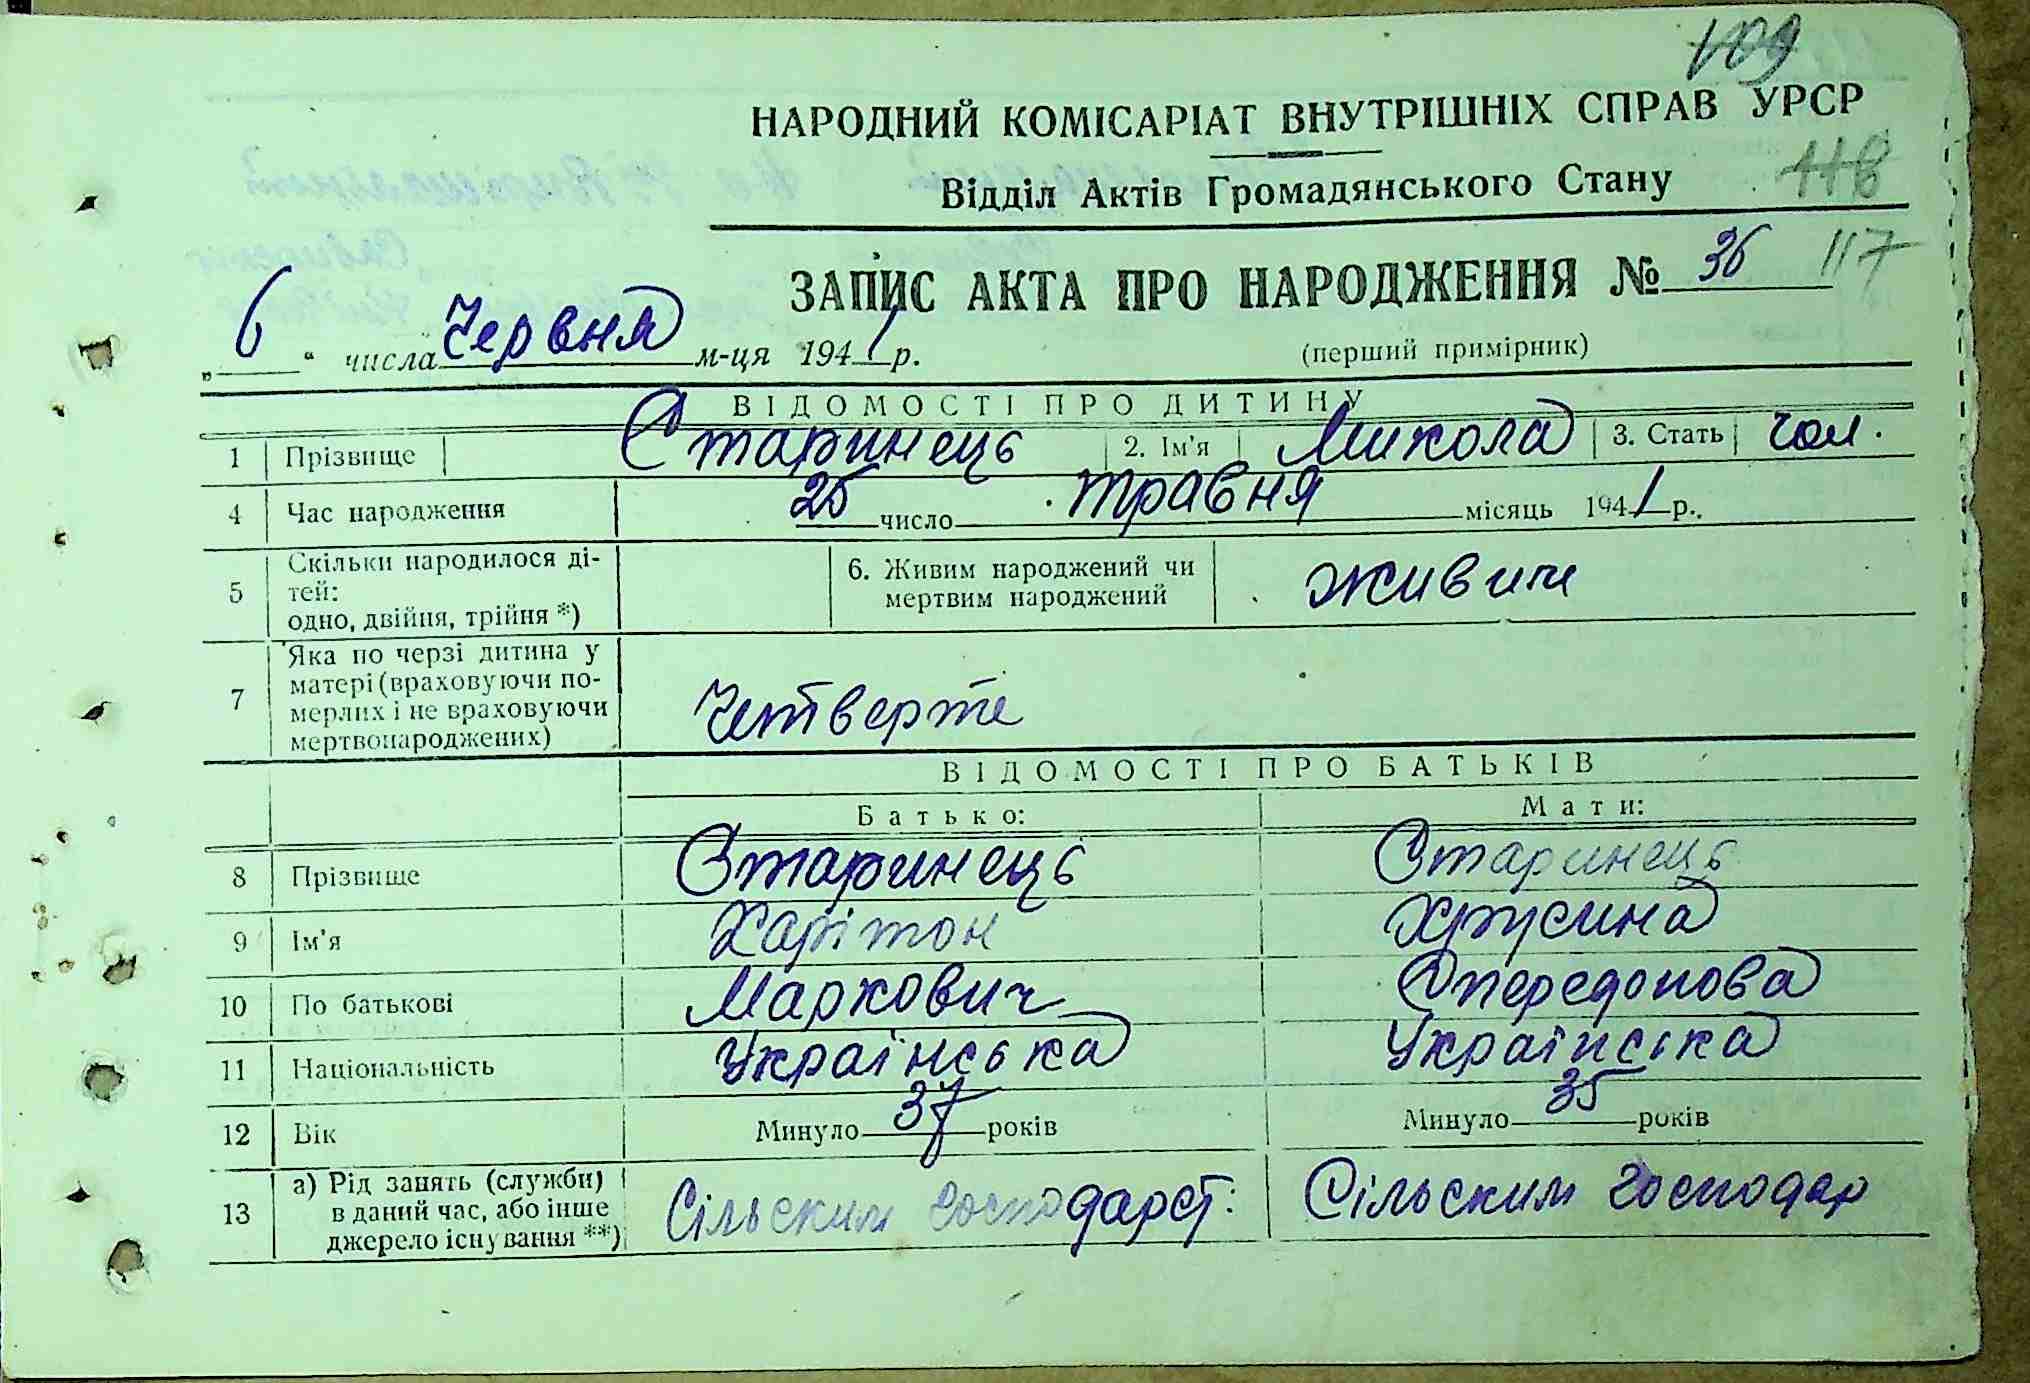 109
НАРОДНИЙ КОМІСАРІАТ ВНУТРІШНІХ СПРАВ УРСР
Відділ Актів Громадянського Стану 118
ЗАПИС АКТА ПРО НАРОДЖЕННЯ № 36 117
„6“ числа Червня м-ця 1941 р. (перший примірник)
ВІДОМОСТІ ПРО ДИТИНУ
1 Прізвище Старинець 2. Ім'я Микола 3. Стать чол.
4 Час народження 25 число травня місяць 1941 р.
5 Скільки народилося ді-
тей:
одно, двійня, трійня *)
6. Живим народжений чи
мертвим народжений живим
7 Яка по черзі дитина у
матері (враховуючи по-
мерлих і не враховуючи
мертвонароджених) Четверте
ВІДОМОСТІ ПРО БАТЬКІВ
Батько: Мати:
8 Прізвище Старинець Старинець
9 Ім'я Харітон
10 По батькові Маркович
11 Національність Українська Українська
12 Вік Минуло 37 років Минуло 35 років
13 а) Рід занять (служби)
в даний час, або інше
джерело існування **) Сільским господарст: Сільским господар